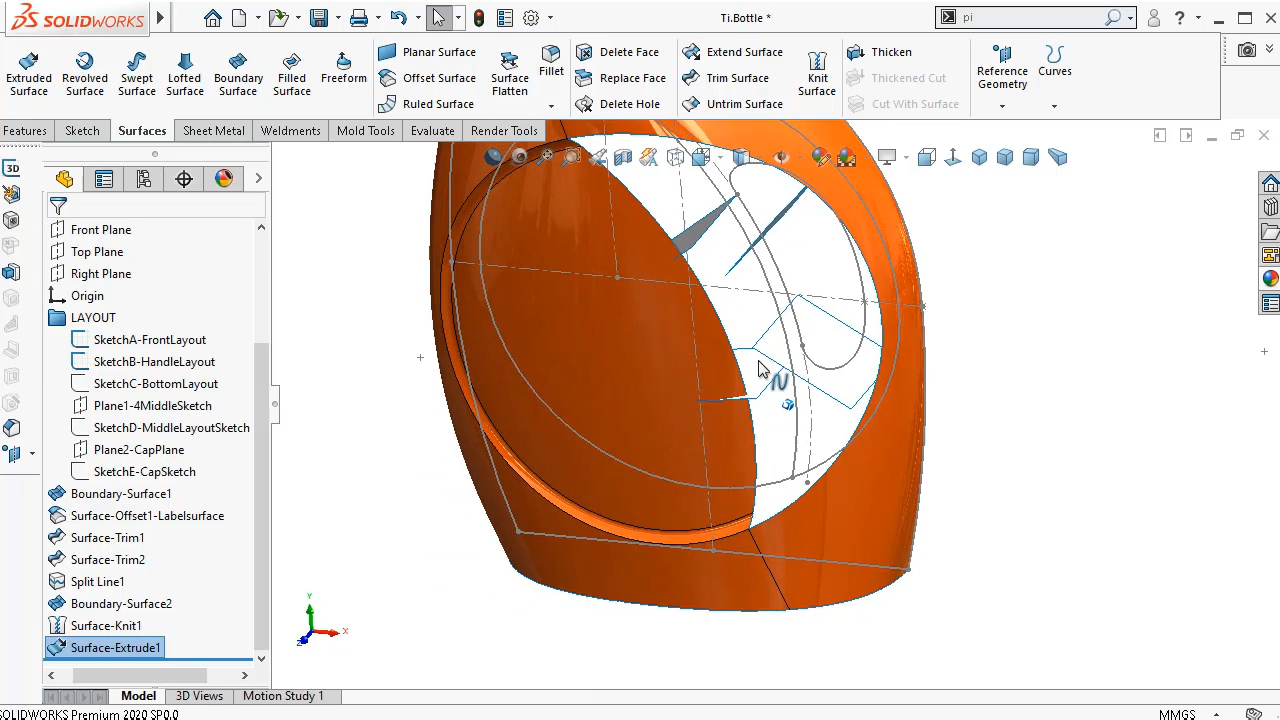 SOLIDWORKS
Ti.Bottle *
pi
Extruded Surface
Revolved Surface
Swept Surface
Lofted Surface
Boundary Surface
Filled Surface
Freeform
Planar Surface
Offset Surface
Ruled Surface
Surface Flatten
Fillet
Delete Face
Replace Face
Delete Hole
Extend Surface
Trim Surface
Untrim Surface
Knit Surface
Thicken
Thickened Cut
Cut With Surface
Reference Geometry
Curves
Features
Sketch
Surfaces
Sheet Metal
Weldments
Mold Tools
Evaluate
Render Tools
Front Plane
Top Plane
Right Plane
Origin
LAYOUT
SketchA-FrontLayout
SketchB-HandleLayout
SketchC-BottomLayout
Plane1-4MiddleSketch
SketchD-MiddleLayoutSketch
Plane2-CapPlane
SketchE-CapSketch
Boundary-Surface1
Surface-Offset1-Labelsurface
Surface-Trim1
Surface-Trim2
Split Line1
Boundary-Surface2
Surface-Knit1
Surface-Extrude1
Y
X
Z
Model
3D Views
Motion Study 1
SOLIDWORKS Premium 2020 SP0.0
MMGS